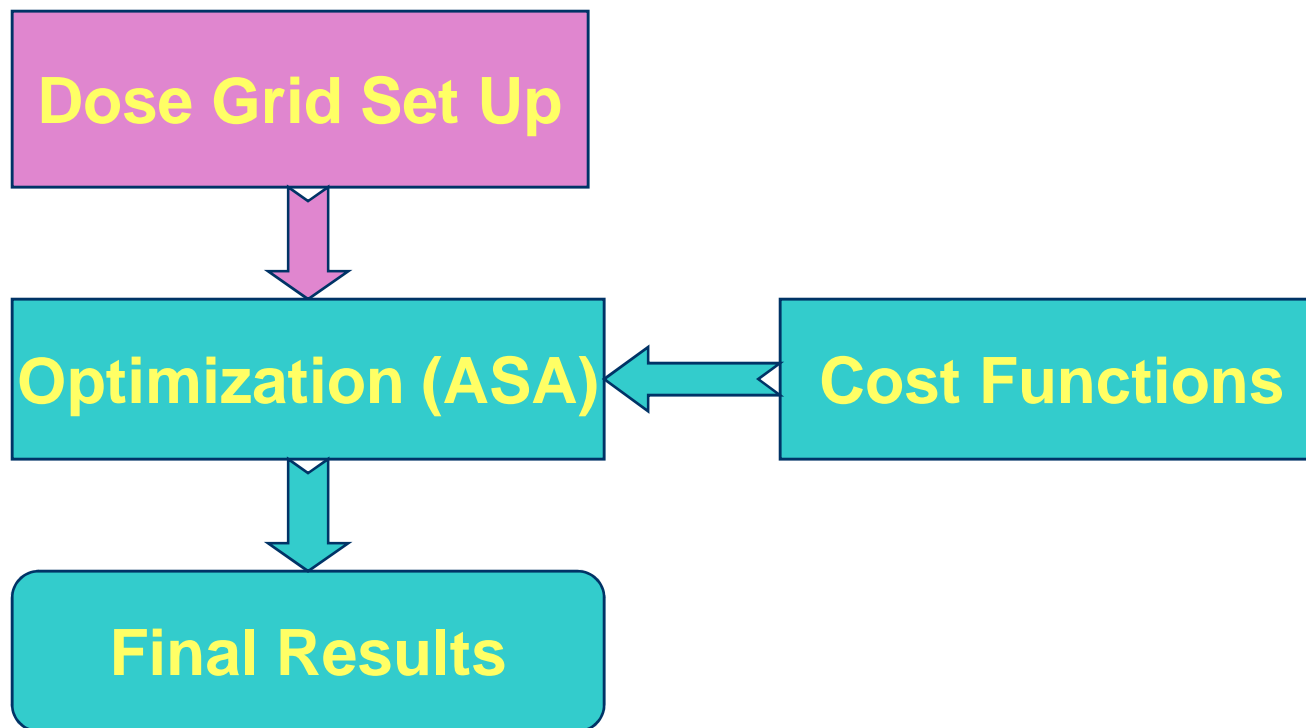 Dose Grid Set Up
Optimization (ASA)
Cost Functions
Final Results